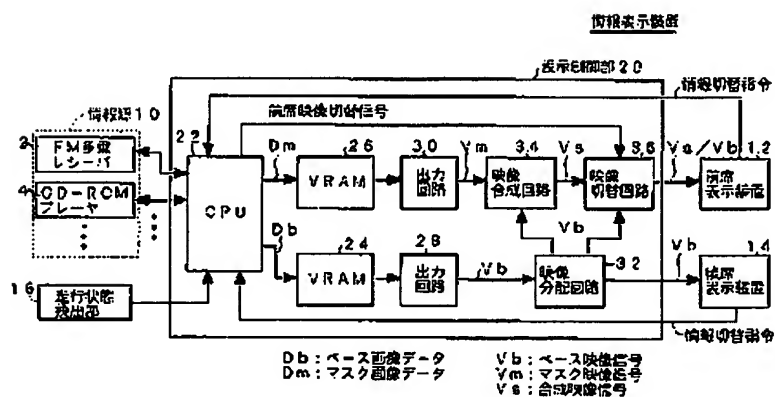 情報表示装置
表示制御部20
情報切替指令
情報源10
前席映像切替信号
2
FM多重
レシーバ
4
CD-ROM
プレーヤ
22
CPU
Dm
26
VRAM
30
出力
回路
Vm
34
映像
合成回路
Vs
36
映像
切替回路
Vs/Vb
12
前席
表示装置
Db
24
VRAM
28
出力
回路
Vb
Vb
映像
分配回路
32
Vb
14
後席
表示装置
16
走行状態
検出部
情報切替指令
Db:ベース画像データ
Dm:マスク画像データ
Vb:ベース映像信号
Vm:マスク映像信号
Vs:合成映像信号